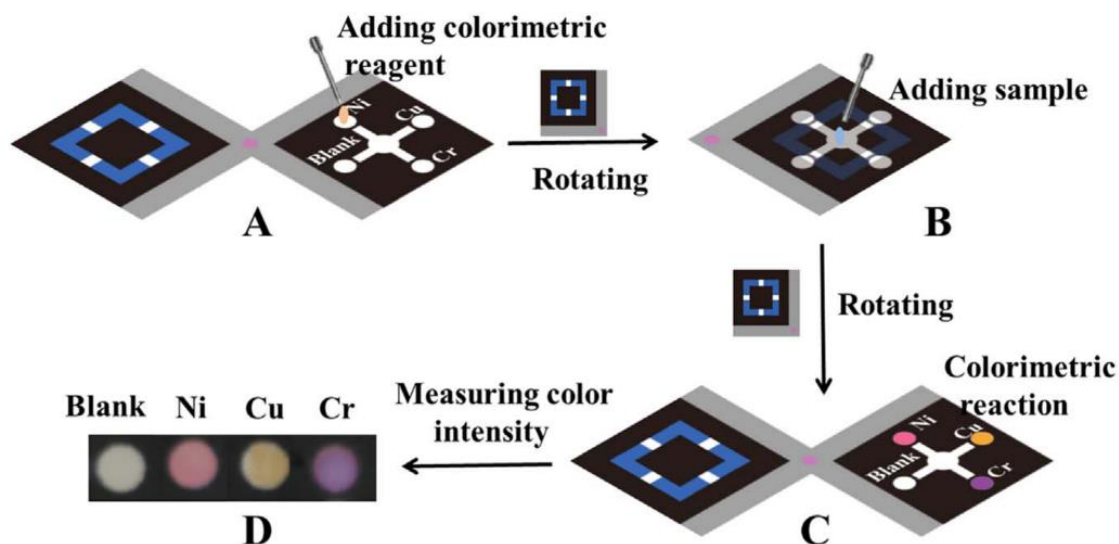 Adding colorimetric
reagent
Ni
Cu
Blank
Cr
A
Rotating
Adding sample
B
Rotating
Colorimetric
reaction
Ni
Cu
Blank
Cr
C
Measuring color
intensity
Blank Ni Cu Cr
D